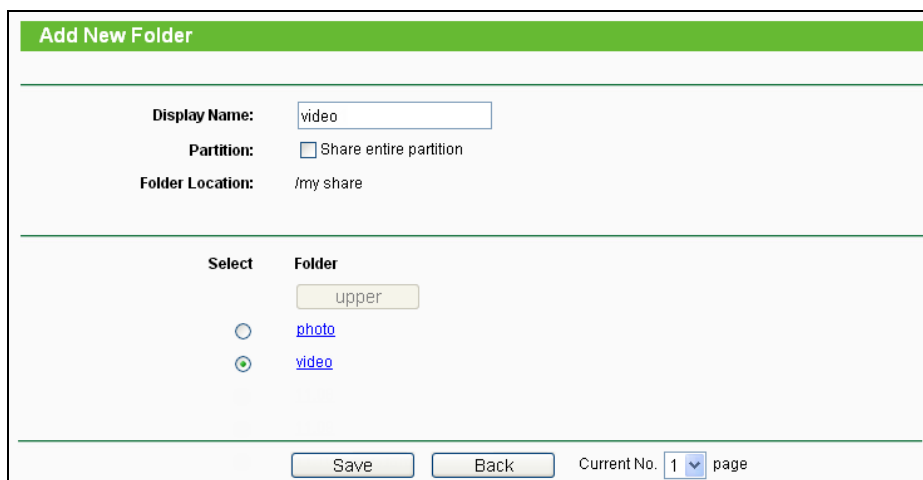 Add New Folder
Display Name: video
Partition: Share entire partition
Folder Location: /my share
Select Folder
upper
photo
video
Save Back Current No. 1 page